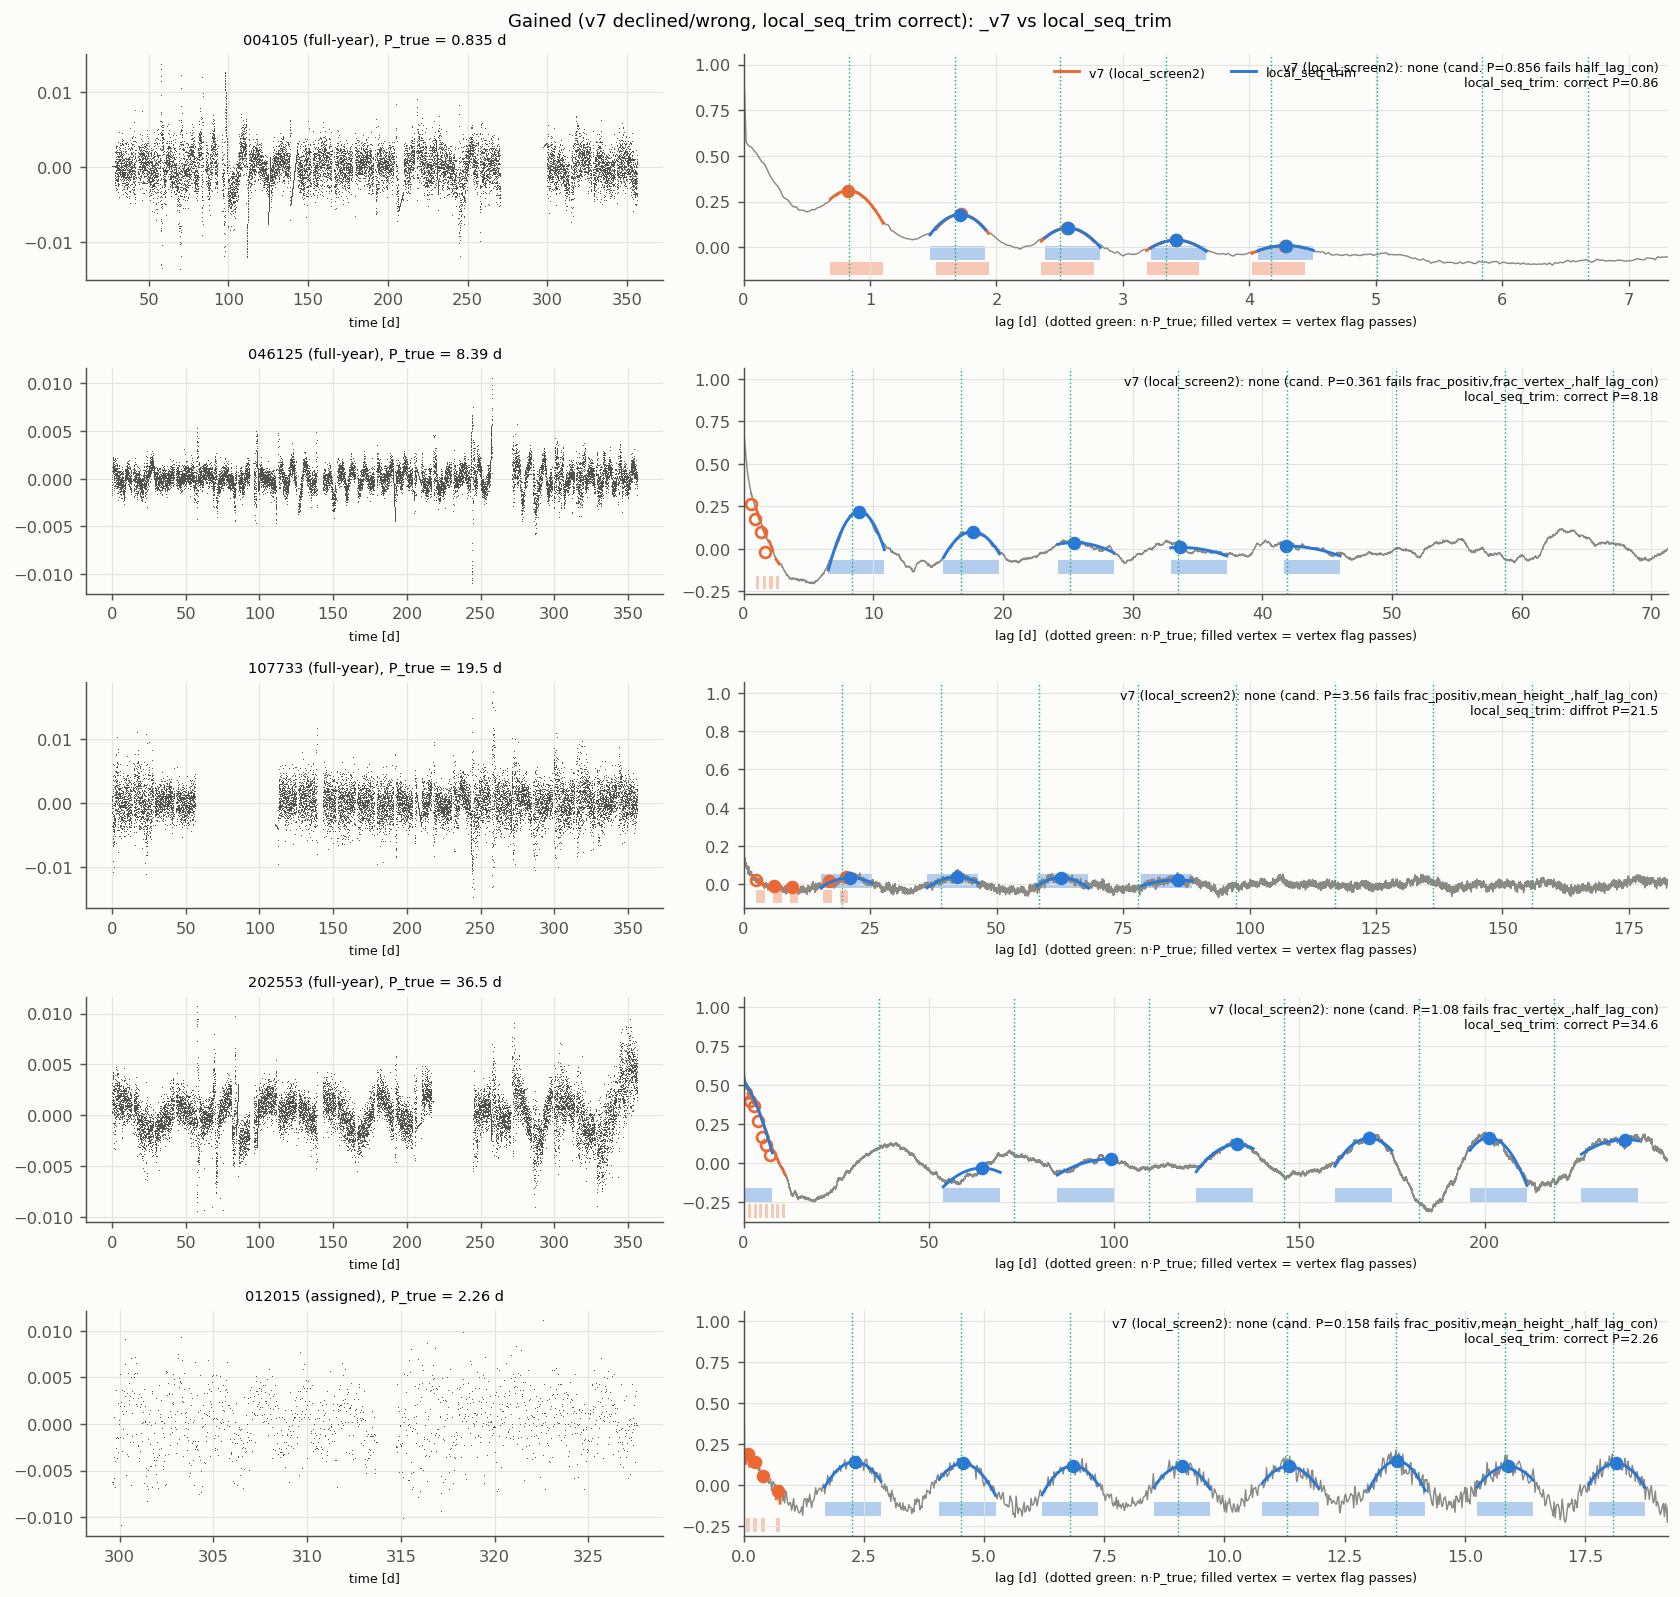 Gained (v7 declined/wrong, local_seq_trim correct): _v7 vs local_seq_trim
004105 (full-year), P_true = 0.835 d
0.01
0.00
−0.01
50 100 150 200 250 300 350
time [d]
v7 (local_screen2) local_seq_trim
v7 (local_screen2): none (cand. P=0.856 fails half_lag_con)
local_seq_trim: correct P=0.86
1.00
0.75
0.50
0.25
0.00
0 1 2 3 4 5 6 7
lag [d] (dotted green: n·P_true; filled vertex = vertex flag passes)
046125 (full-year), P_true = 8.39 d
0.010
0.005
0.000
−0.005
−0.010
0 50 100 150 200 250 300 350
time [d]
v7 (local_screen2): none (cand. P=0.361 fails frac_positiv,frac_vertex_,half_lag_con)
local_seq_trim: correct P=8.18
1.00
0.75
0.50
0.25
0.00
−0.25
0 10 20 30 40 50 60 70
lag [d] (dotted green: n·P_true; filled vertex = vertex flag passes)
107733 (full-year), P_true = 19.5 d
0.01
0.00
−0.01
0 50 100 150 200 250 300 350
time [d]
v7 (local_screen2): none (cand. P=3.56 fails frac_positiv,mean_height_,half_lag_con)
local_seq_trim: diffrot P=21.5
1.0
0.8
0.6
0.4
0.2
0.0
0 25 50 75 100 125 150 175
lag [d] (dotted green: n·P_true; filled vertex = vertex flag passes)
202553 (full-year), P_true = 36.5 d
0.010
0.005
0.000
−0.005
−0.010
0 50 100 150 200 250 300 350
time [d]
v7 (local_screen2): none (cand. P=1.08 fails frac_vertex_,half_lag_con)
local_seq_trim: correct P=34.6
1.00
0.75
0.50
0.25
0.00
−0.25
0 50 100 150 200
lag [d] (dotted green: n·P_true; filled vertex = vertex flag passes)
012015 (assigned), P_true = 2.26 d
0.010
0.005
0.000
−0.005
−0.010
300 305 310 315 320 325
time [d]
v7 (local_screen2): none (cand. P=0.158 fails frac_positiv,mean_height_,half_lag_con)
local_seq_trim: correct P=2.26
1.00
0.75
0.50
0.25
0.00
−0.25
0.0 2.5 5.0 7.5 10.0 12.5 15.0 17.5
lag [d] (dotted green: n·P_true; filled vertex = vertex flag passes)